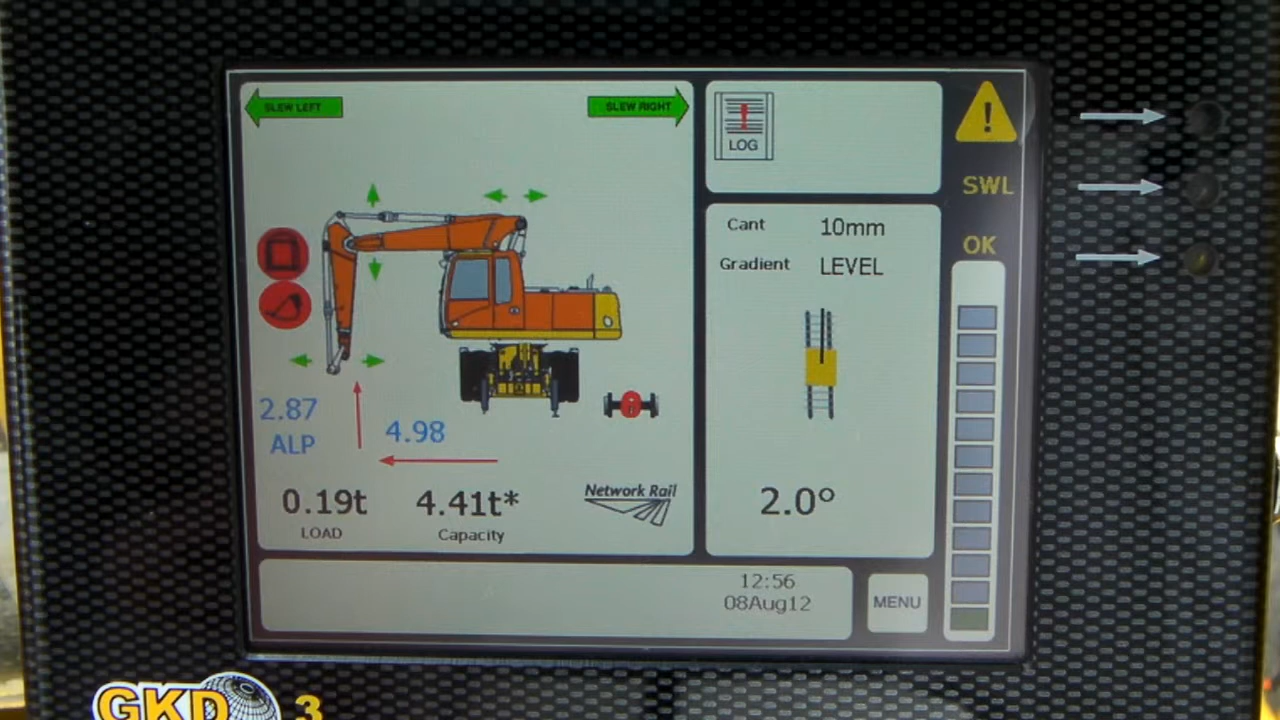 SLEW LEFT
SLEW RIGHT
LOG
SWL
OK
Cant 10mm
Gradient LEVEL
2.87
ALP
4.98
0.19t
LOAD
4.41t*
Capacity
Network Rail
2.0°
12:56
08Aug12
MENU
GKD 3